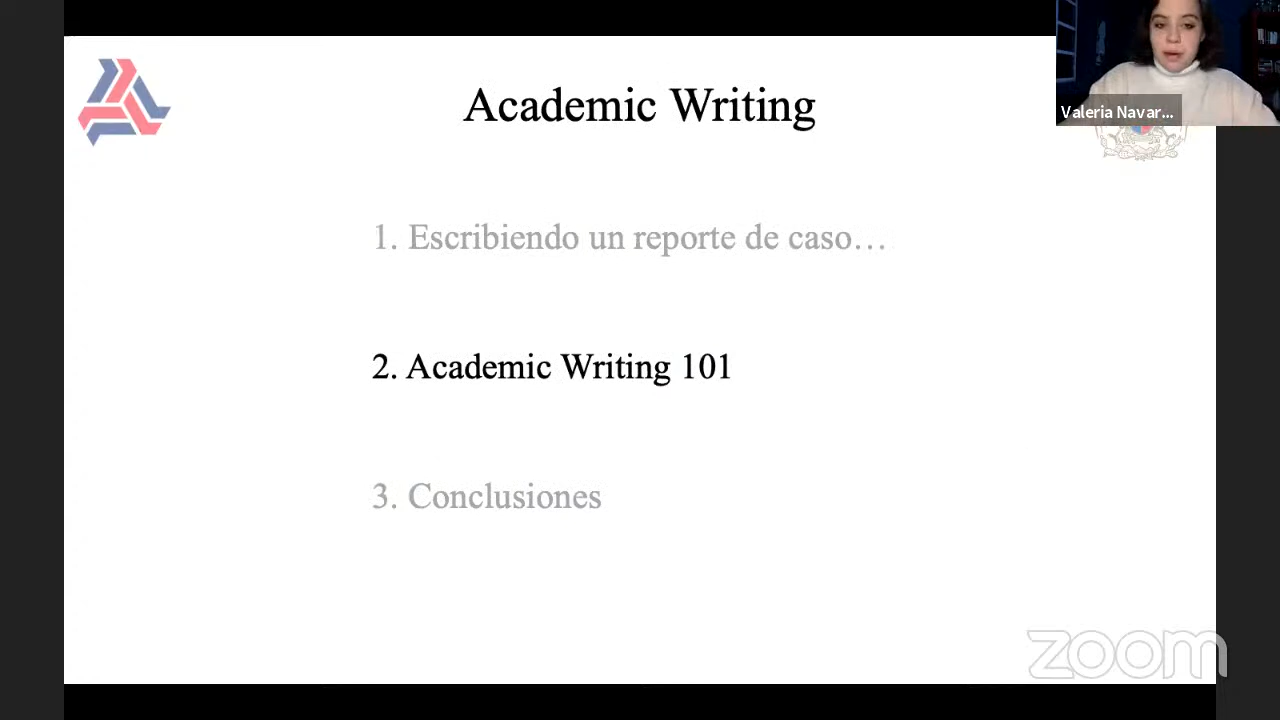 Academic Writing
Valeria Navar...
1. Escribiendo un reporte de caso…
2. Academic Writing 101
3. Conclusiones
zoom